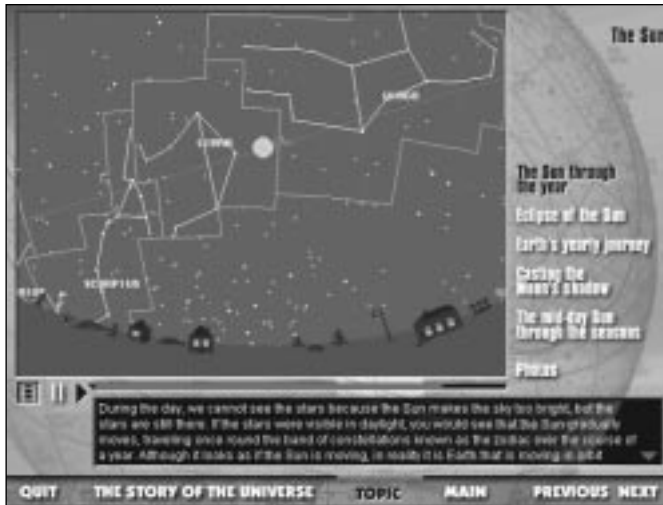 The Sun
VIRGO
LIBRA
SCORPIUS
The Sun through
the year
Eclipse of the Sun
Earth's yearly journey
Casting the
Moon's shadow
The mid-day Sun
through the seasons
Photos
During the day, we cannot see the stars because the Sun makes the sky too bright, but the
stars are still there. If the stars were visible in daylight, you would see that the Sun gradually
moves, traveling once round the band of constellations known as the zodiac over the course of
a year. Although it looks as if the Sun is moving, in reality it is Earth that is moving in orbit
QUIT THE STORY OF THE UNIVERSE TOPIC MAIN PREVIOUS NEXT